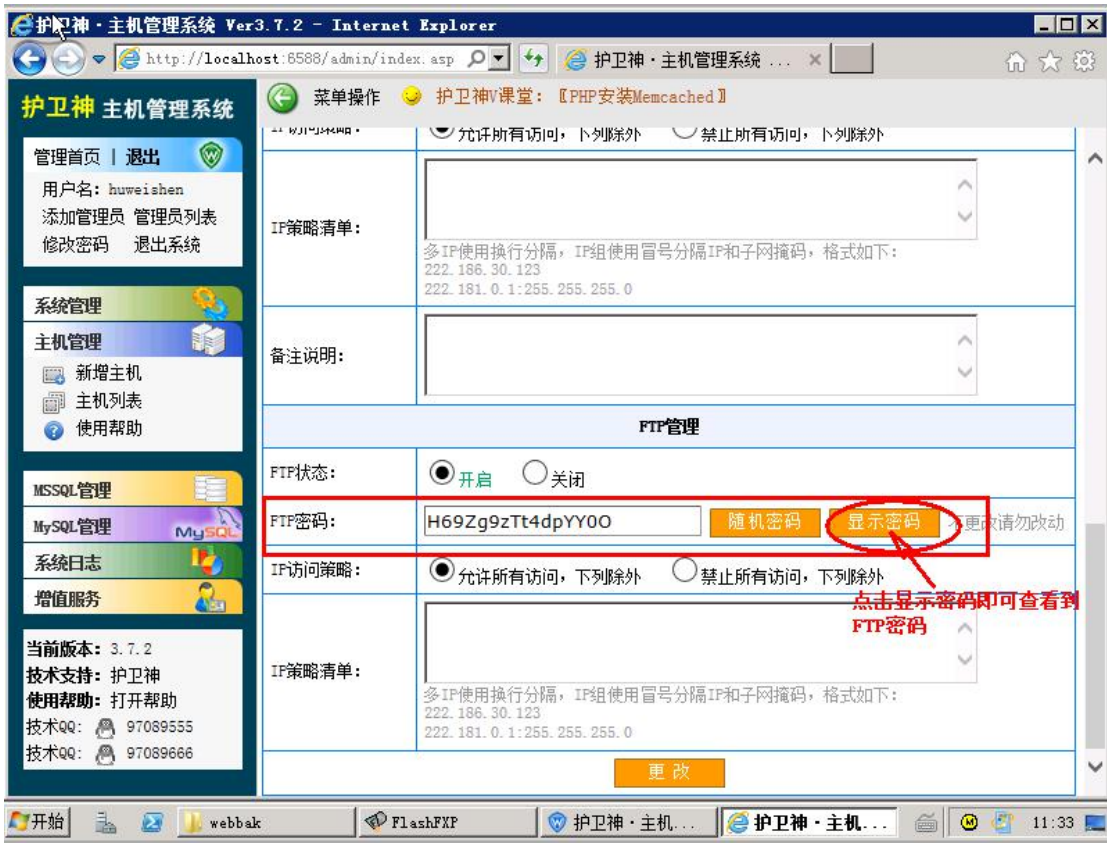 护卫神·主机管理系统 Ver3.7.2 - Internet Explorer
http://localhost:6588/admin/index.asp
护卫神·主机管理系统 ...
护卫神 主机管理系统
菜单操作 护卫神V课堂:〖PHP安装Memcached〗
管理首页 | 退出
用户名: huweishen
添加管理员 管理员列表
修改密码 退出系统
系统管理
主机管理
新增主机
主机列表
使用帮助
MSSQL管理
MySQL管理
MySQL
系统日志
增值服务
当前版本: 3.7.2
技术支持: 护卫神
使用帮助: 打开帮助
技术QQ: 97089555
技术QQ: 97089666
IP访问策略: 允许所有访问,下列除外 禁止所有访问,下列除外
IP策略清单:
多IP使用换行分隔,IP组使用冒号分隔IP和子网掩码,格式如下:
222.186.30.123
222.181.0.1:255.255.255.0
备注说明:
FTP管理
FTP状态: 开启 关闭
FTP密码: H69Zg9zTt4dpYY0O 随机密码 显示密码 不更改请勿改动
IP访问策略: 允许所有访问,下列除外 禁止所有访问,下列除外
点击显示密码即可查看到
FTP密码
IP策略清单:
多IP使用换行分隔,IP组使用冒号分隔IP和子网掩码,格式如下:
222.186.30.123
222.181.0.1:255.255.255.0
更 改
开始 webbak FlashFXP 护卫神·主机... 护卫神·主机... 11:33